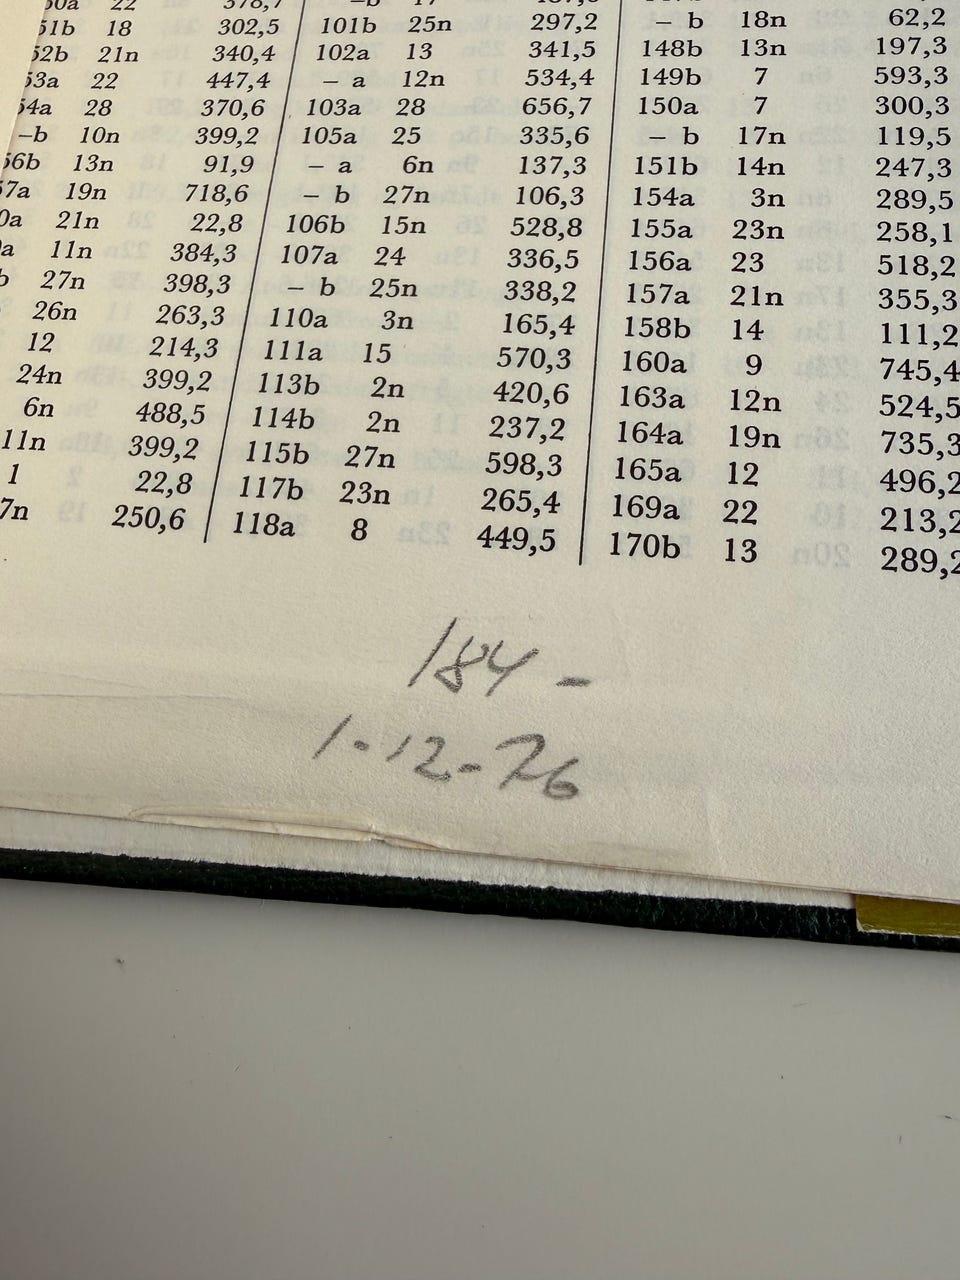 22 378,7 –b 17
51b 18 302,5 101b 25n 297,2 – b 18n 62,2
52b 21n 340,4 102a 13 341,5 148b 13n 197,3
53a 22 447,4 – a 12n 534,4 149b 7 593,3
54a 28 370,6 103a 28 656,7 150a 7 300,3
–b 10n 399,2 105a 25 335,6 – b 17n 119,5
56b 13n 91,9 – a 6n 137,3 151b 14n 247,3
57a 19n 718,6 – b 27n 106,3 154a 3n 289,5
0a 21n 22,8 106b 15n 528,8 155a 23n 258,1
a 11n 384,3 107a 24 336,5 156a 23 518,2
b 27n 398,3 – b 25n 338,2 157a 21n 355,3
26n 263,3 110a 3n 165,4 158b 14 111,2
12 214,3 111a 15 570,3 160a 9 745,4
24n 399,2 113b 2n 420,6 163a 12n 524,5
6n 488,5 114b 2n 237,2 164a 19n 735,3
11n 399,2 115b 27n 598,3 165a 12 496,2
1 22,8 117b 23n 265,4 169a 22 213,2
7n 250,6 118a 8 449,5 170b 13 289,2
184 -
1-12-76